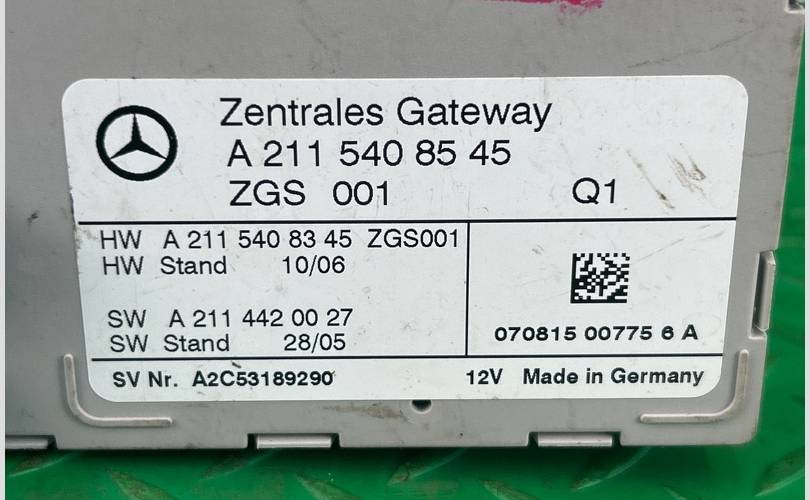 Zentrales Gateway
A 211 540 85 45
ZGS 001 Q1
HW A 211 540 83 45 ZGS001
HW Stand 10/06
SW A 211 442 00 27
SW Stand 28/05
070815 00775 6 A
SV Nr. A2C53189290 12V Made in Germany